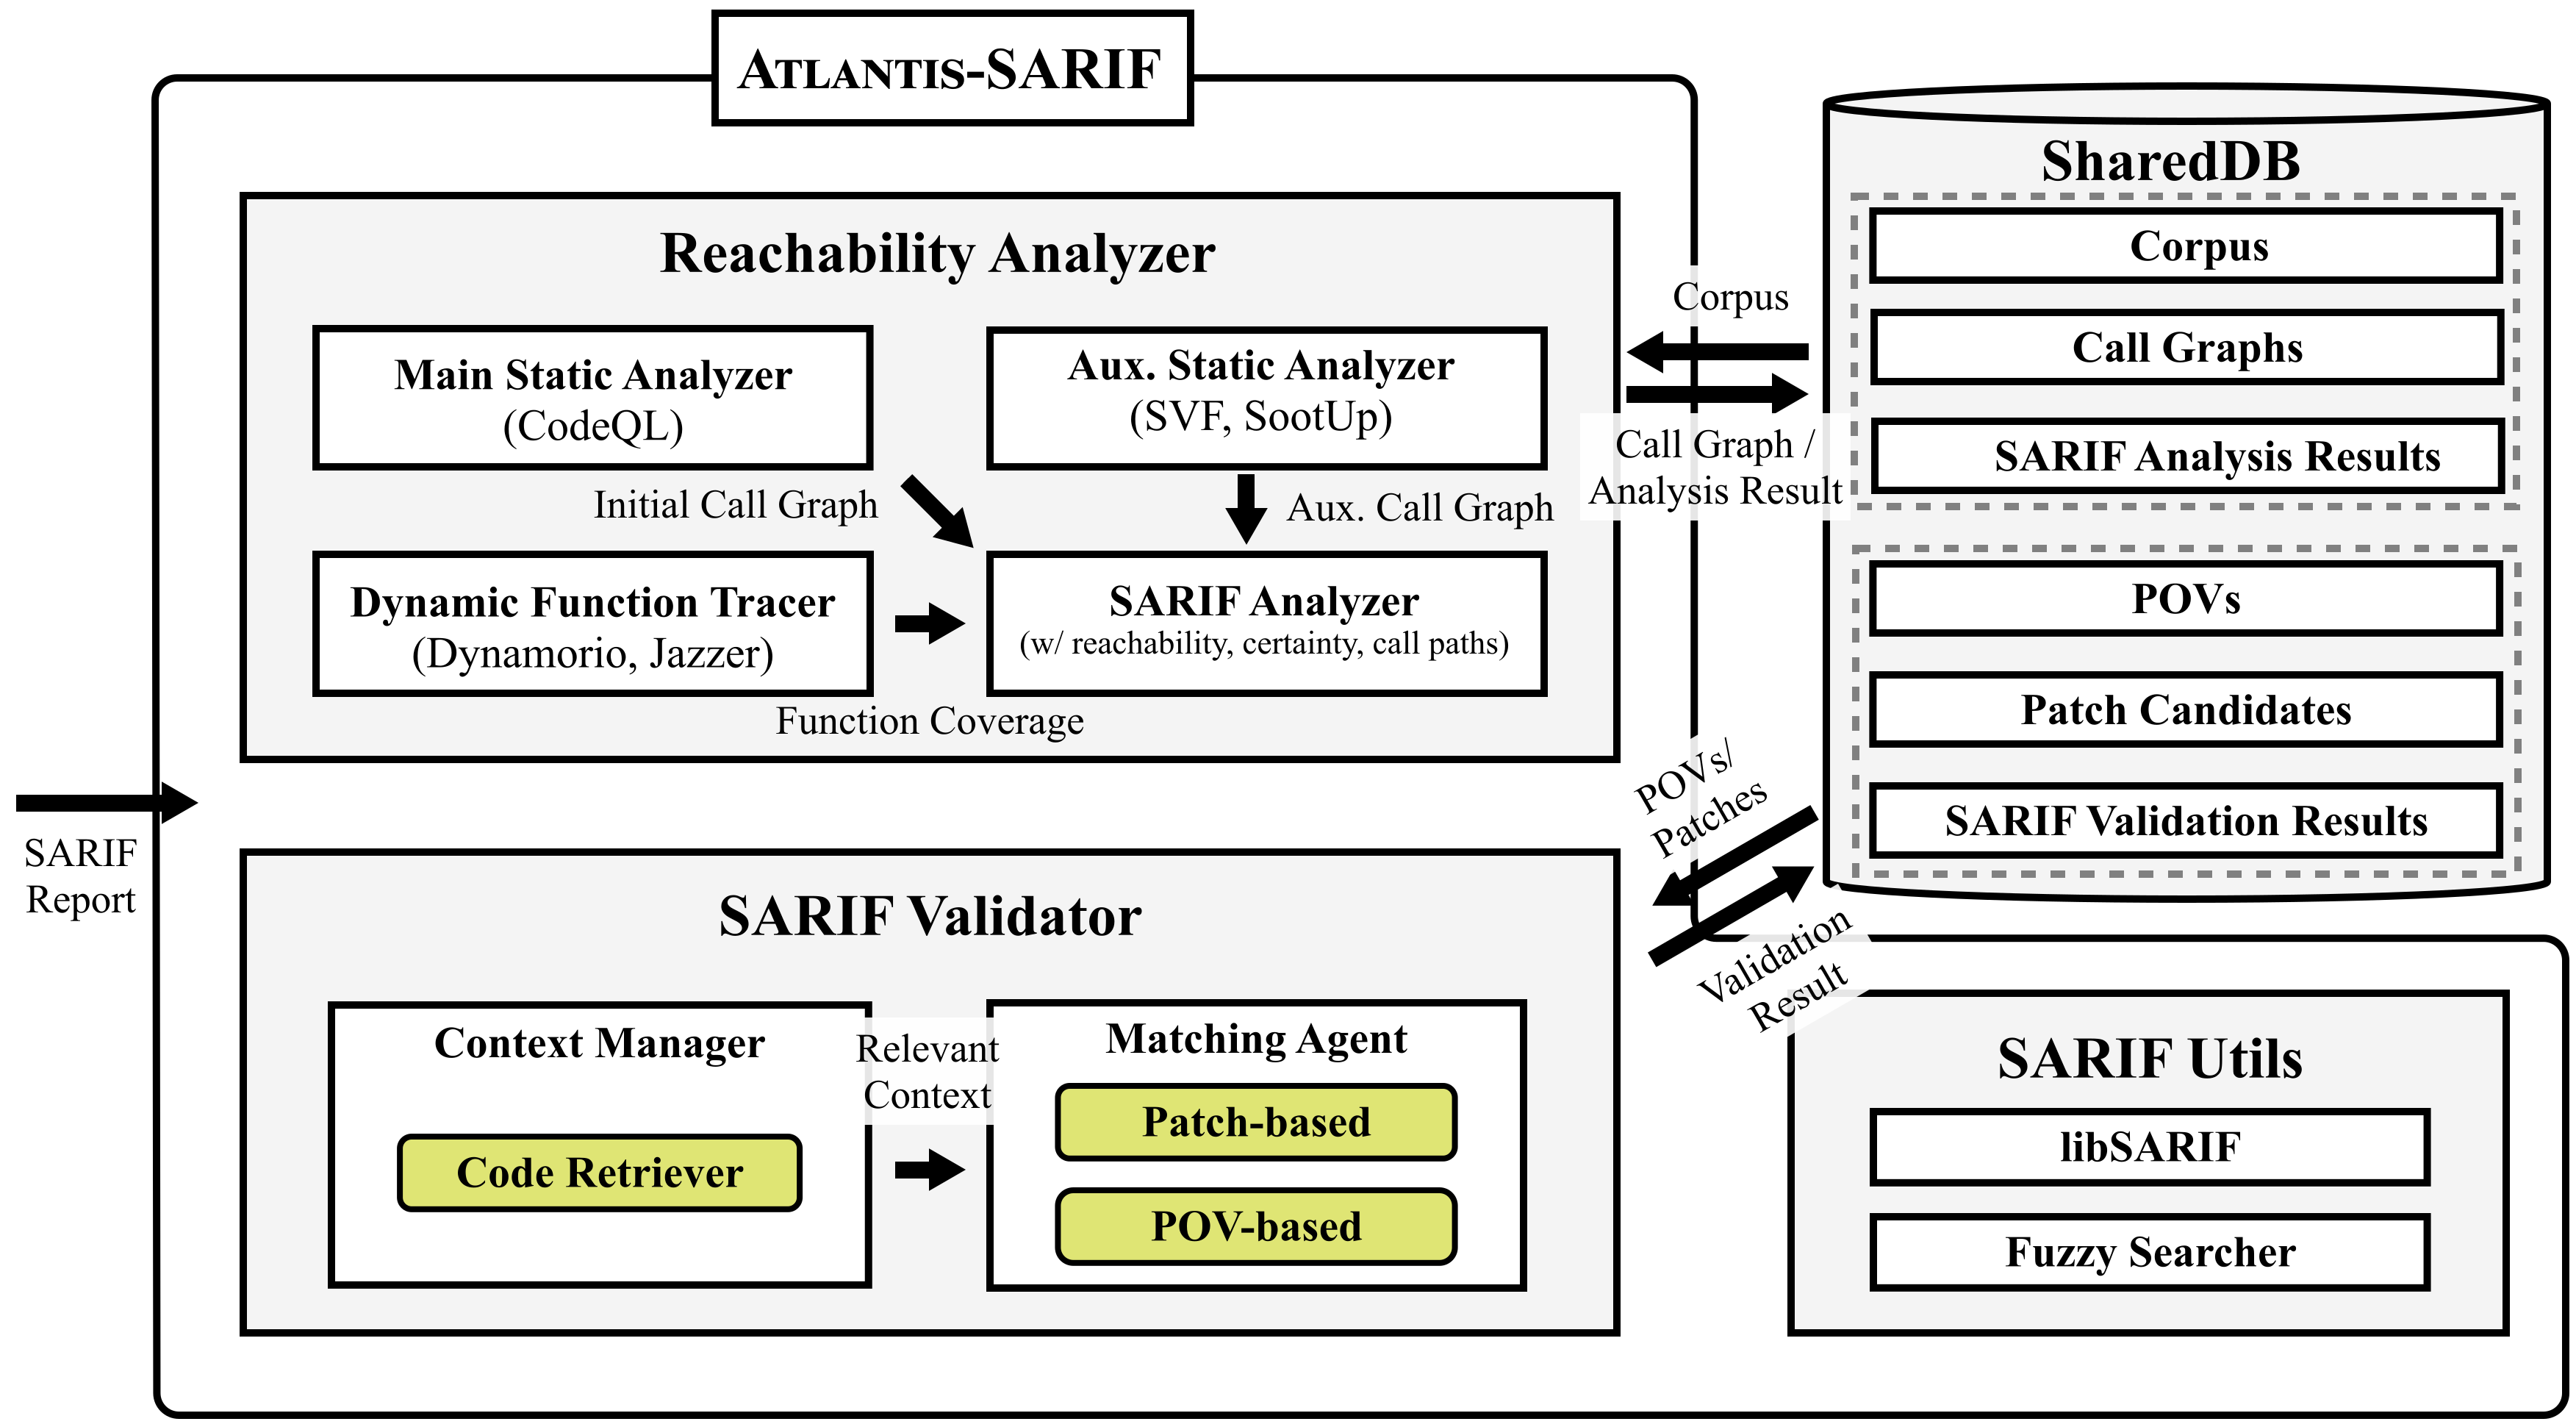 ATLANTIS-SARIF
Reachability Analyzer
Main Static Analyzer
(CodeQL)
Aux. Static Analyzer
(SVF, SootUp)
Initial Call Graph
Aux. Call Graph
Dynamic Function Tracer
(Dynamorio, Jazzer)
SARIF Analyzer
(w/ reachability, certainty, call paths)
Function Coverage
SARIF
Report
SARIF Validator
Context Manager
Code Retriever
Relevant
Context
Matching Agent
Patch-based
POV-based
Corpus
Call Graph /
Analysis Result
POVs/
Patches
Validation
Result
SharedDB
Corpus
Call Graphs
SARIF Analysis Results
POVs
Patch Candidates
SARIF Validation Results
SARIF Utils
libSARIF
Fuzzy Searcher